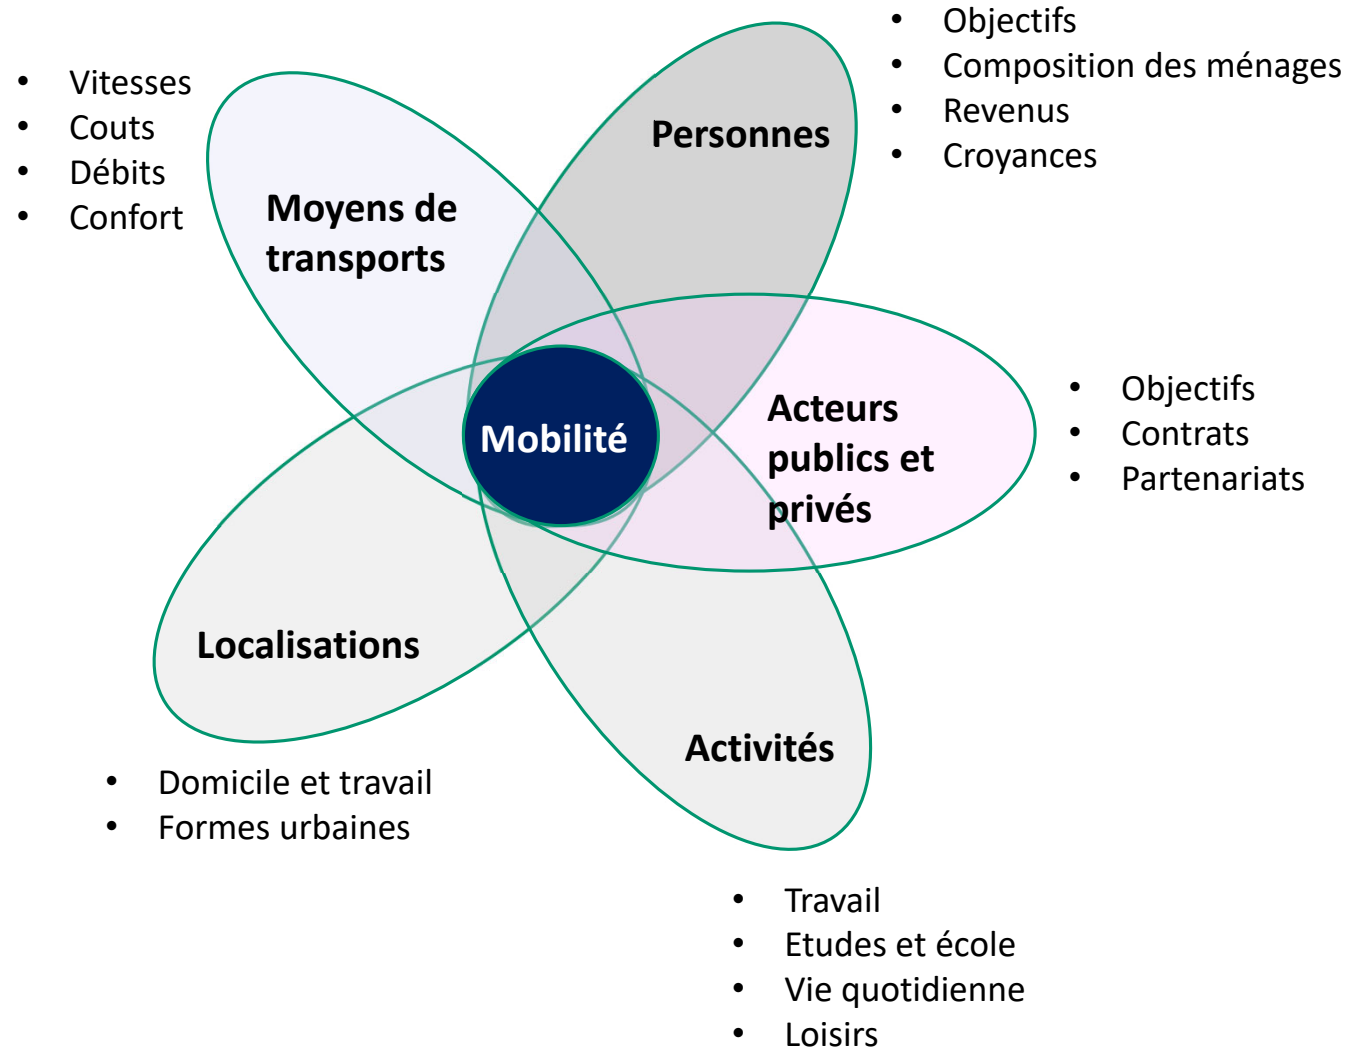 • Vitesses
• Couts
• Débits
• Confort
Moyens de
transports
Personnes
• Objectifs
• Composition des ménages
• Revenus
• Croyances
Mobilité
Acteurs
publics et
privés
• Objectifs
• Contrats
• Partenariats
Localisations
• Domicile et travail
• Formes urbaines
Activités
• Travail
• Etudes et école
• Vie quotidienne
• Loisirs